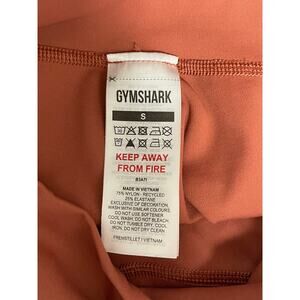 GYMSHARK
S
KEEP AWAY
FROM FIRE
MADE IN VIETNAM
75% NYLON - RECYCLED
25% ELASTANE
EXCLUSIVE OF DECORATION
WASH WITH SIMILAR COLOURS,
DO NOT USE SOFTENER
COOL WASH, DO NOT BLEACH,
DO NOT TUMBLE DRY, COOL
IRON, DO NOT DRY CLEAN
FREMSTILLET I VIETNAM